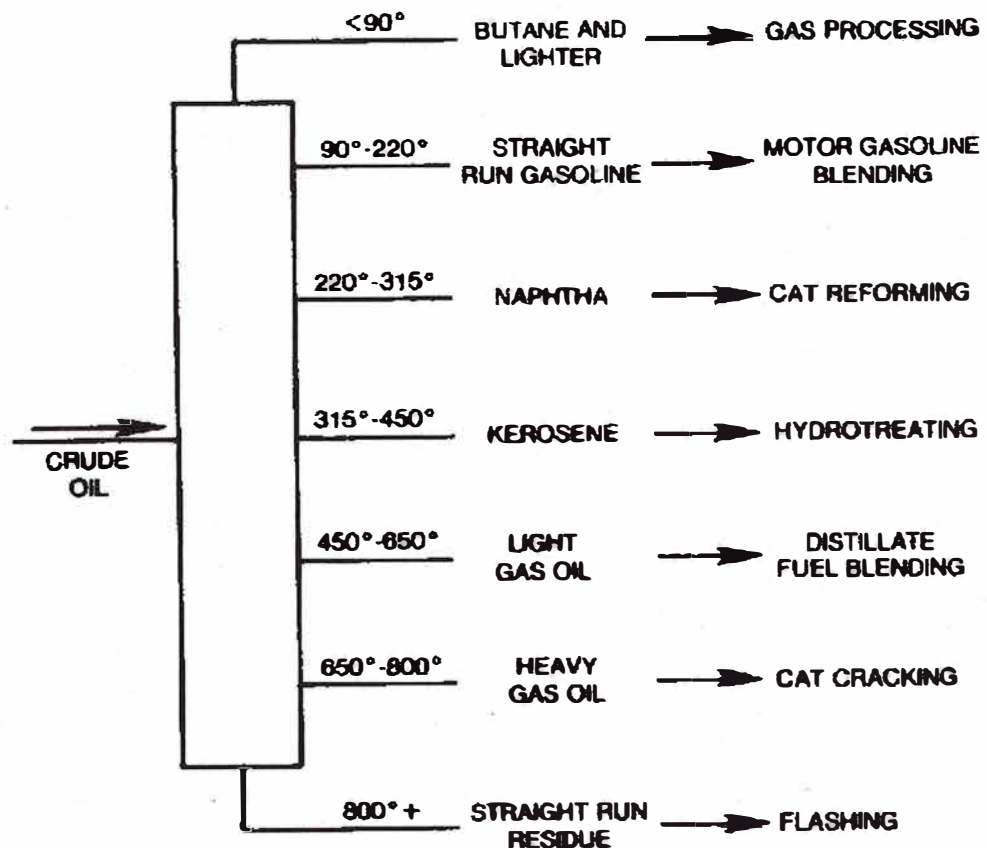 <90° BUTANE AND LIGHTER GAS PROCESSING
90°-220° STRAIGHT RUN GASOLINE MOTOR GASOLINE BLENDING
220°-315° NAPHTHA CAT REFORMING
CRUDE OIL
315°-450° KEROSENE HYDROTREATING
450°-650° LIGHT GAS OIL DISTILLATE FUEL BLENDING
650°-800° HEAVY GAS OIL CAT CRACKING
800°+ STRAIGHT RUN RESIDUE FLASHING